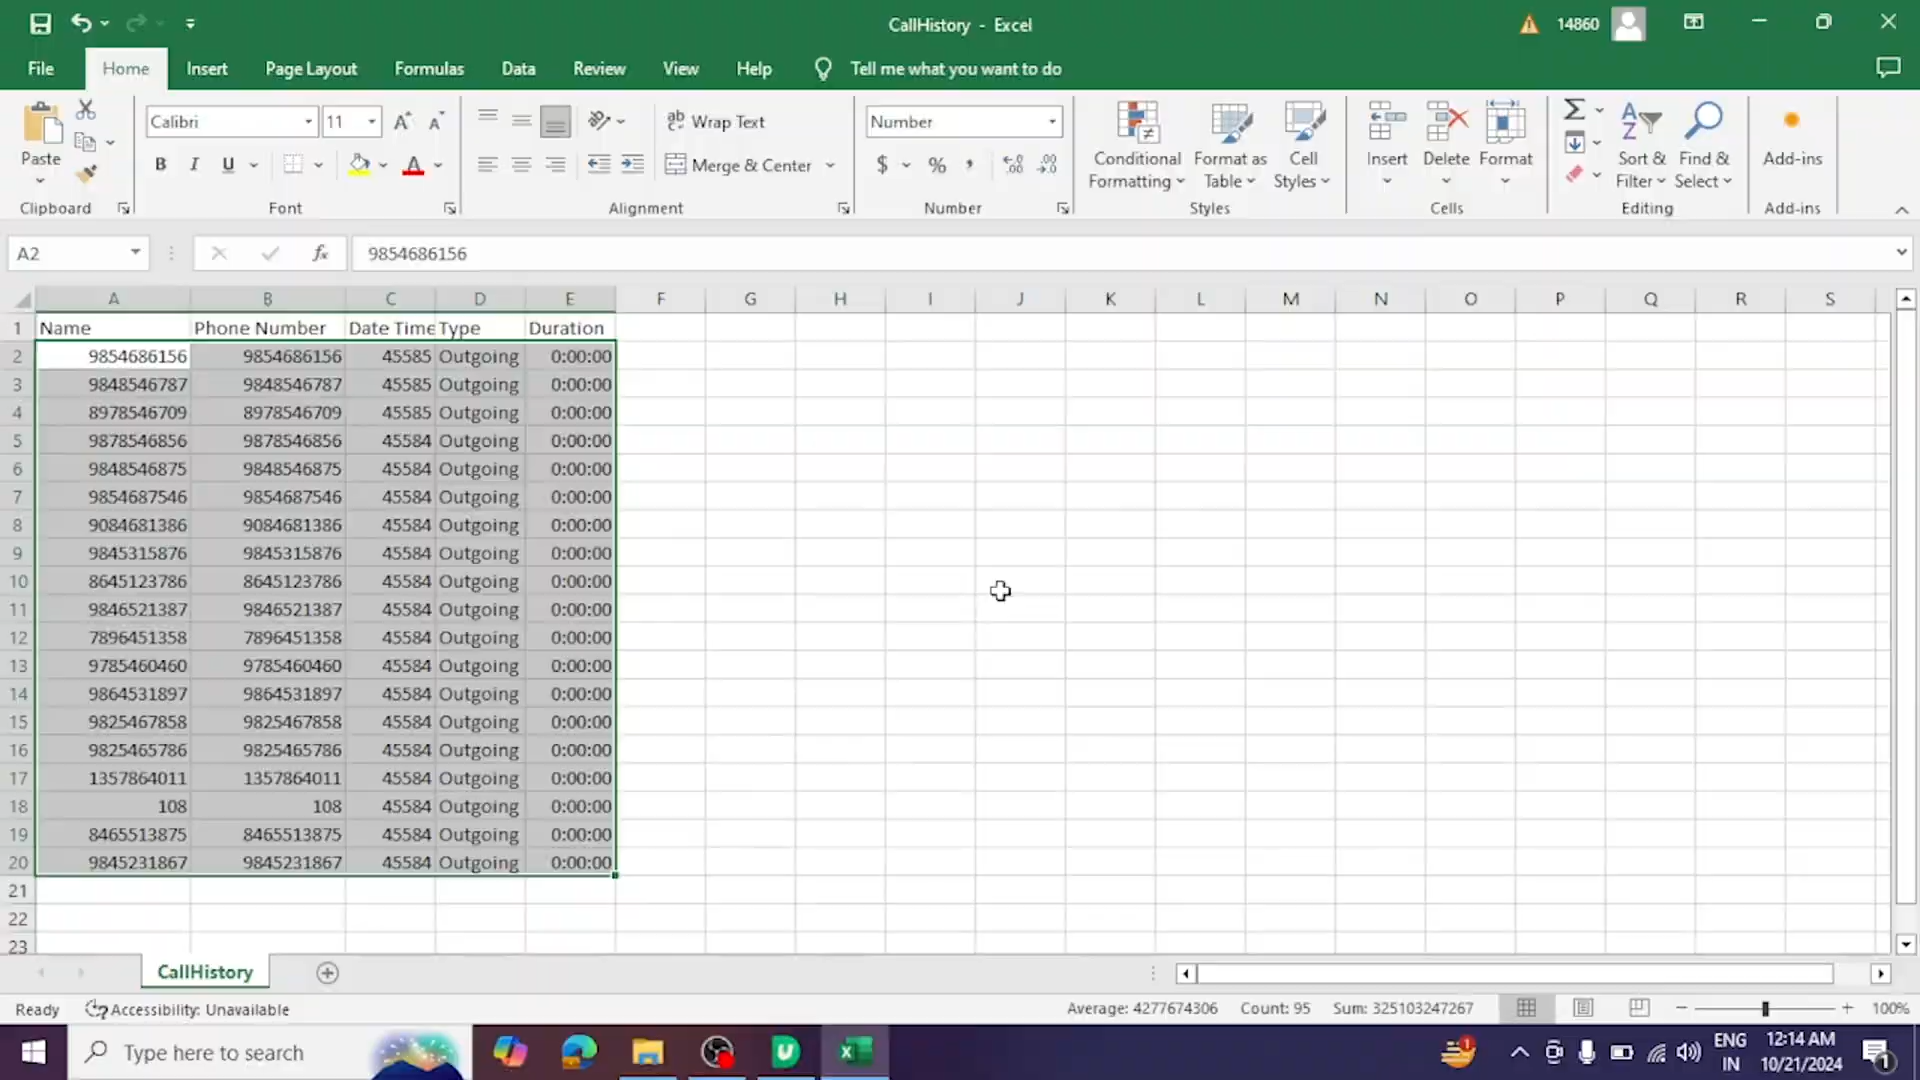 CallHistory - Excel
14860
File Home Insert Page Layout Formulas Data Review View Help Tell me what you want to do
Calibri 11 Wrap Text Number
Paste B I U Merge & Center $ % , Conditional Formatting Format as Table Cell Styles Insert Delete Format Sort & Filter Find & Select Add-ins
Clipboard Font Alignment Number Styles Cells Editing Add-ins
A2 fx 9854686156
A B C D E F G H I J K L M N O P Q R S
1 Name Phone Number Date Time Type Duration
2 9854686156 9854686156 45585 Outgoing 0:00:00
3 9848546787 9848546787 45585 Outgoing 0:00:00
4 8978546709 8978546709 45585 Outgoing 0:00:00
5 9878546856 9878546856 45584 Outgoing 0:00:00
6 9848546875 9848546875 45584 Outgoing 0:00:00
7 9854687546 9854687546 45584 Outgoing 0:00:00
8 9084681386 9084681386 45584 Outgoing 0:00:00
9 9845315876 9845315876 45584 Outgoing 0:00:00
10 8645123786 8645123786 45584 Outgoing 0:00:00
11 9846521387 9846521387 45584 Outgoing 0:00:00
12 7896451358 7896451358 45584 Outgoing 0:00:00
13 9785460460 9785460460 45584 Outgoing 0:00:00
14 9864531897 9864531897 45584 Outgoing 0:00:00
15 9825467858 9825467858 45584 Outgoing 0:00:00
16 9825465786 9825465786 45584 Outgoing 0:00:00
17 1357864011 1357864011 45584 Outgoing 0:00:00
18 108 108 45584 Outgoing 0:00:00
19 8465513875 8465513875 45584 Outgoing 0:00:00
20 9845231867 9845231867 45584 Outgoing 0:00:00
21
22
23
CallHistory
Ready Accessibility: Unavailable Average: 4277674306 Count: 95 Sum: 325103247267 100%
Type here to search ENG 12:14 AM
IN 10/21/2024